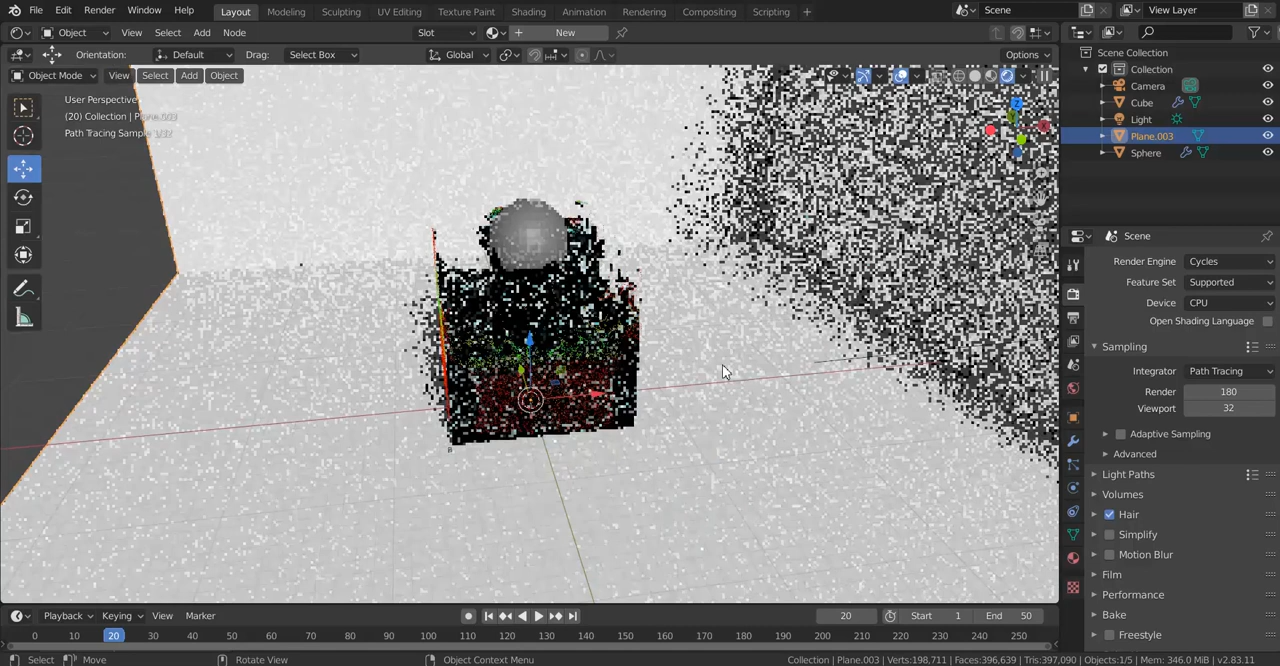 File Edit Render Window Help Layout Modeling Sculpting UV Editing Texture Paint Shading Animation Rendering Compositing Scripting + Scene View Layer
Object View Select Add Node Slot + New
Orientation: Default Drag: Select Box Global Options
Object Mode View Select Add Object
User Perspective
(20) Collection | Plane.003
Path Tracing Sample 1/32
Z
Scene Collection
Collection
Camera
Cube
Light
Plane.003
Sphere
Scene
Render Engine Cycles
Feature Set Supported
Device CPU
Open Shading Language
Sampling
Integrator Path Tracing
Render 180
Viewport 32
Adaptive Sampling
Advanced
Light Paths
Volumes
Hair
Simplify
Motion Blur
Film
Performance
Bake
Freestyle
Playback Keying View Marker 20 Start 1 End 50
0 10 20 30 40 50 60 70 80 90 100 110 120 130 140 150 160 170 180 190 200 210 220 230 240 250
Select Move Rotate View Object Context Menu Collection | Plane.003 | Verts:198,711 | Faces:396,639 | Tris:397,090 | Objects:1/5 | Mem: 346.0 MiB | v2.83.11